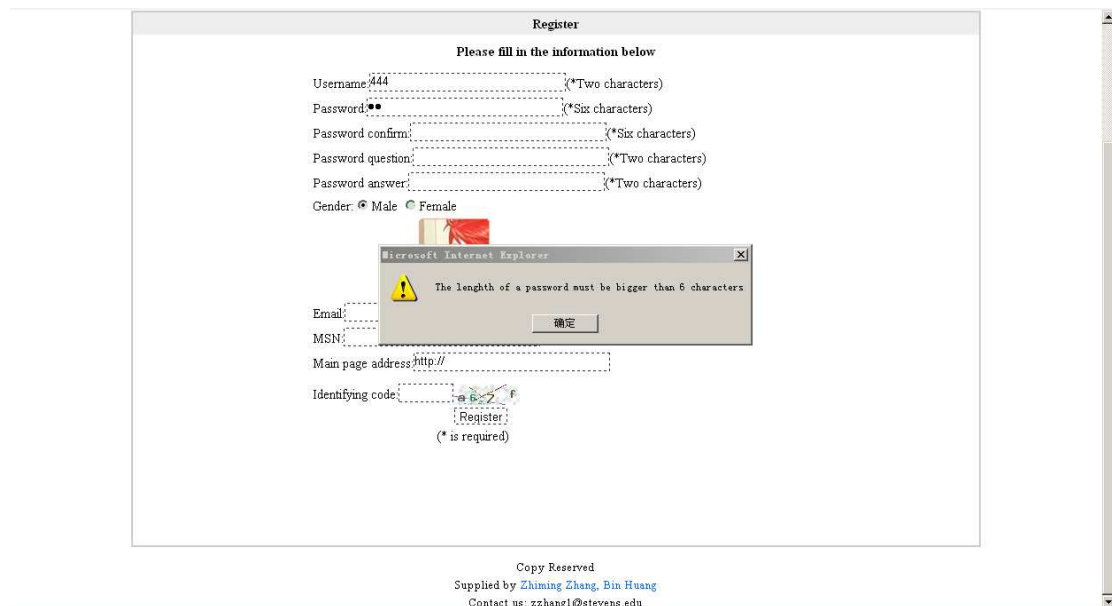 Register
Please fill in the information below
Username: 444 (*Two characters)
Password: •• (*Six characters)
Password confirm: (*Six characters)
Password question: (*Two characters)
Password answer: (*Two characters)
Gender: Male Female
Microsoft Internet Explorer
The lenghth of a password must be bigger than 6 characters
确定
Email:
MSN:
Main page address: http://
Identifying code:
Register
(* is required)
Copy Reserved
Supplied by Zhiming Zhang, Bin Huang
Contact us: zzhang1@stevens.edu